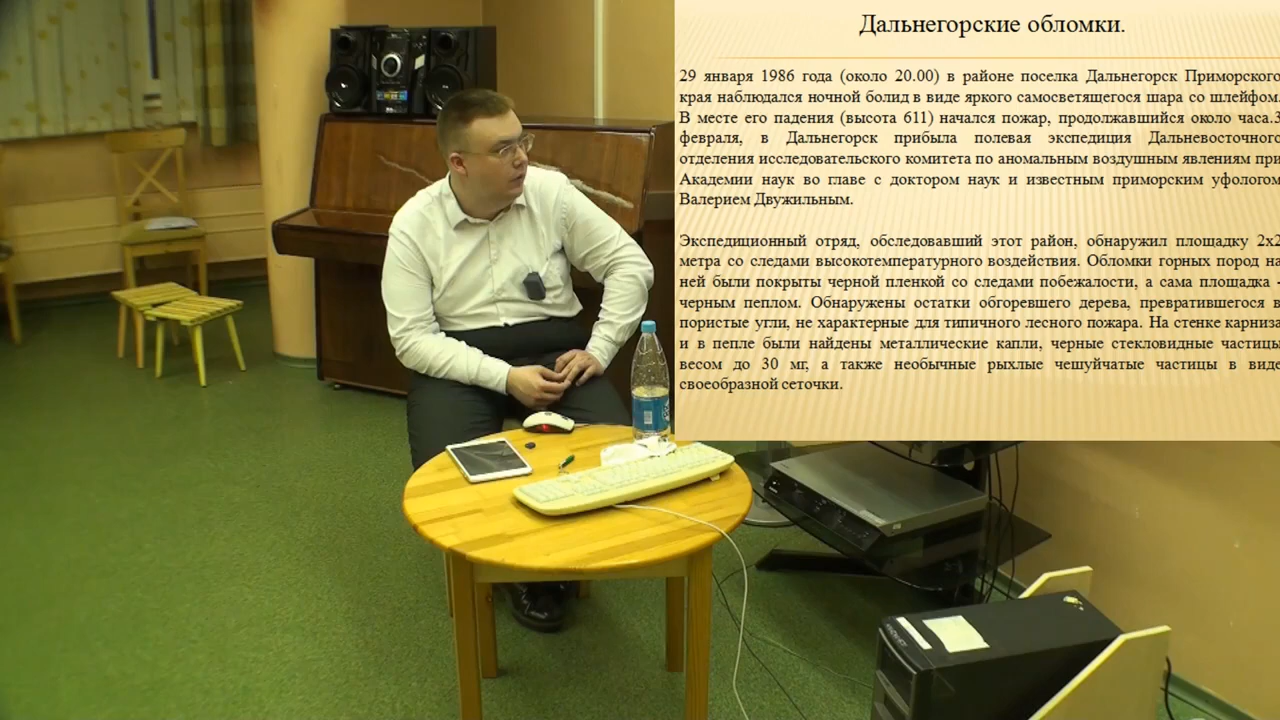 Дальнегорские обломки.
29 января 1986 года (около 20.00) в районе поселка Дальнегорск Приморского
края наблюдался ночной болид в виде яркого самосветящегося шара со шлейфом.
В месте его падения (высота 611) начался пожар, продолжавшийся около часа.3
февраля, в Дальнегорск прибыла полевая экспедиция Дальневосточного
отделения исследовательского комитета по аномальным воздушным явлениям при
Академии наук во главе с доктором наук и известным приморским уфологом
Валерием Двужильным.
Экспедиционный отряд, обследовавший этот район, обнаружил площадку 2х2
метра со следами высокотемпературного воздействия. Обломки горных пород на
ней были покрыты черной пленкой со следами побежалости, а сама площадка -
черным пеплом. Обнаружены остатки обгоревшего дерева, превратившегося в
пористые угли, не характерные для типичного лесного пожара. На стенке карниза
и в пепле были найдены металлические капли, черные стекловидные частицы
весом до 30 мг, а также необычные рыхлые чешуйчатые частицы в виде
своеобразной сеточки.